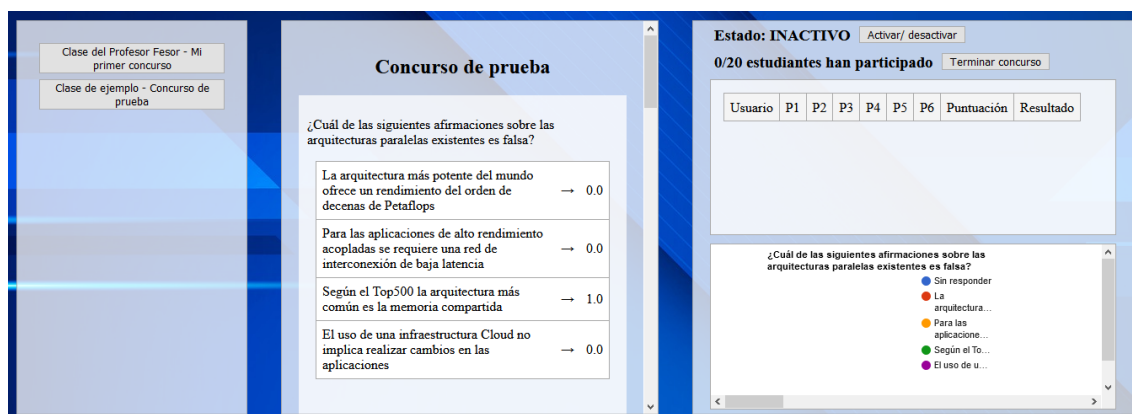 Clase del Profesor Fesor - Mi
primer concurso
Clase de ejemplo - Concurso de
prueba
Concurso de prueba
¿Cuál de las siguientes afirmaciones sobre las
arquitecturas paralelas existentes es falsa?
La arquitectura más potente del mundo
ofrece un rendimiento del orden de
decenas de Petaflops
→ 0.0
Para las aplicaciones de alto rendimiento
acopladas se requiere una red de
interconexión de baja latencia
→ 0.0
Según el Top500 la arquitectura más
común es la memoria compartida
→ 1.0
El uso de una infraestructura Cloud no
implica realizar cambios en las
aplicaciones
→ 0.0
Estado: INACTIVO Activar/ desactivar
0/20 estudiantes han participado Terminar concurso
Usuario P1 P2 P3 P4 P5 P6 Puntuación Resultado
¿Cuál de las siguientes afirmaciones sobre las
arquitecturas paralelas existentes es falsa?
Sin responder
La
arquitectura…
Para las
aplicacione…
Según el To…
El uso de u…